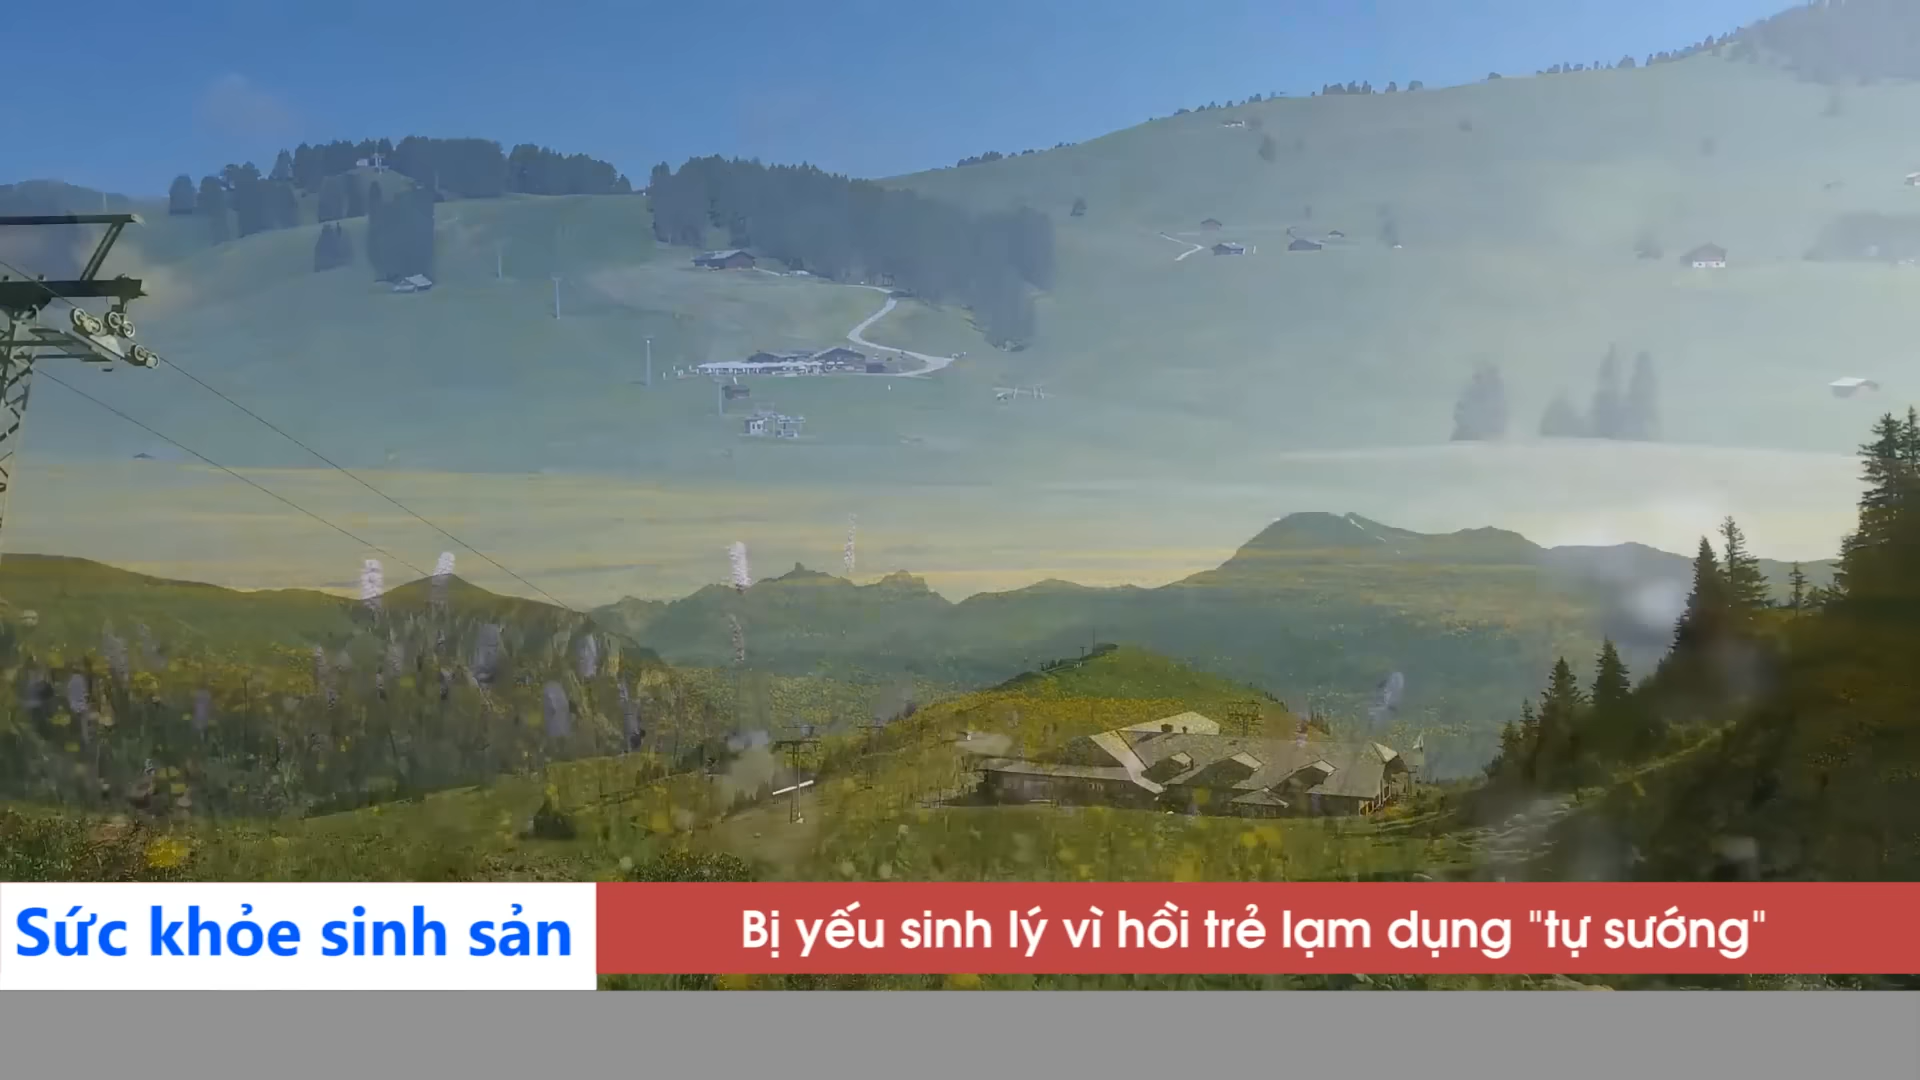 Sức khỏe sinh sản
Bị yếu sinh lý vì hồi trẻ lạm dụng "tự sướng"